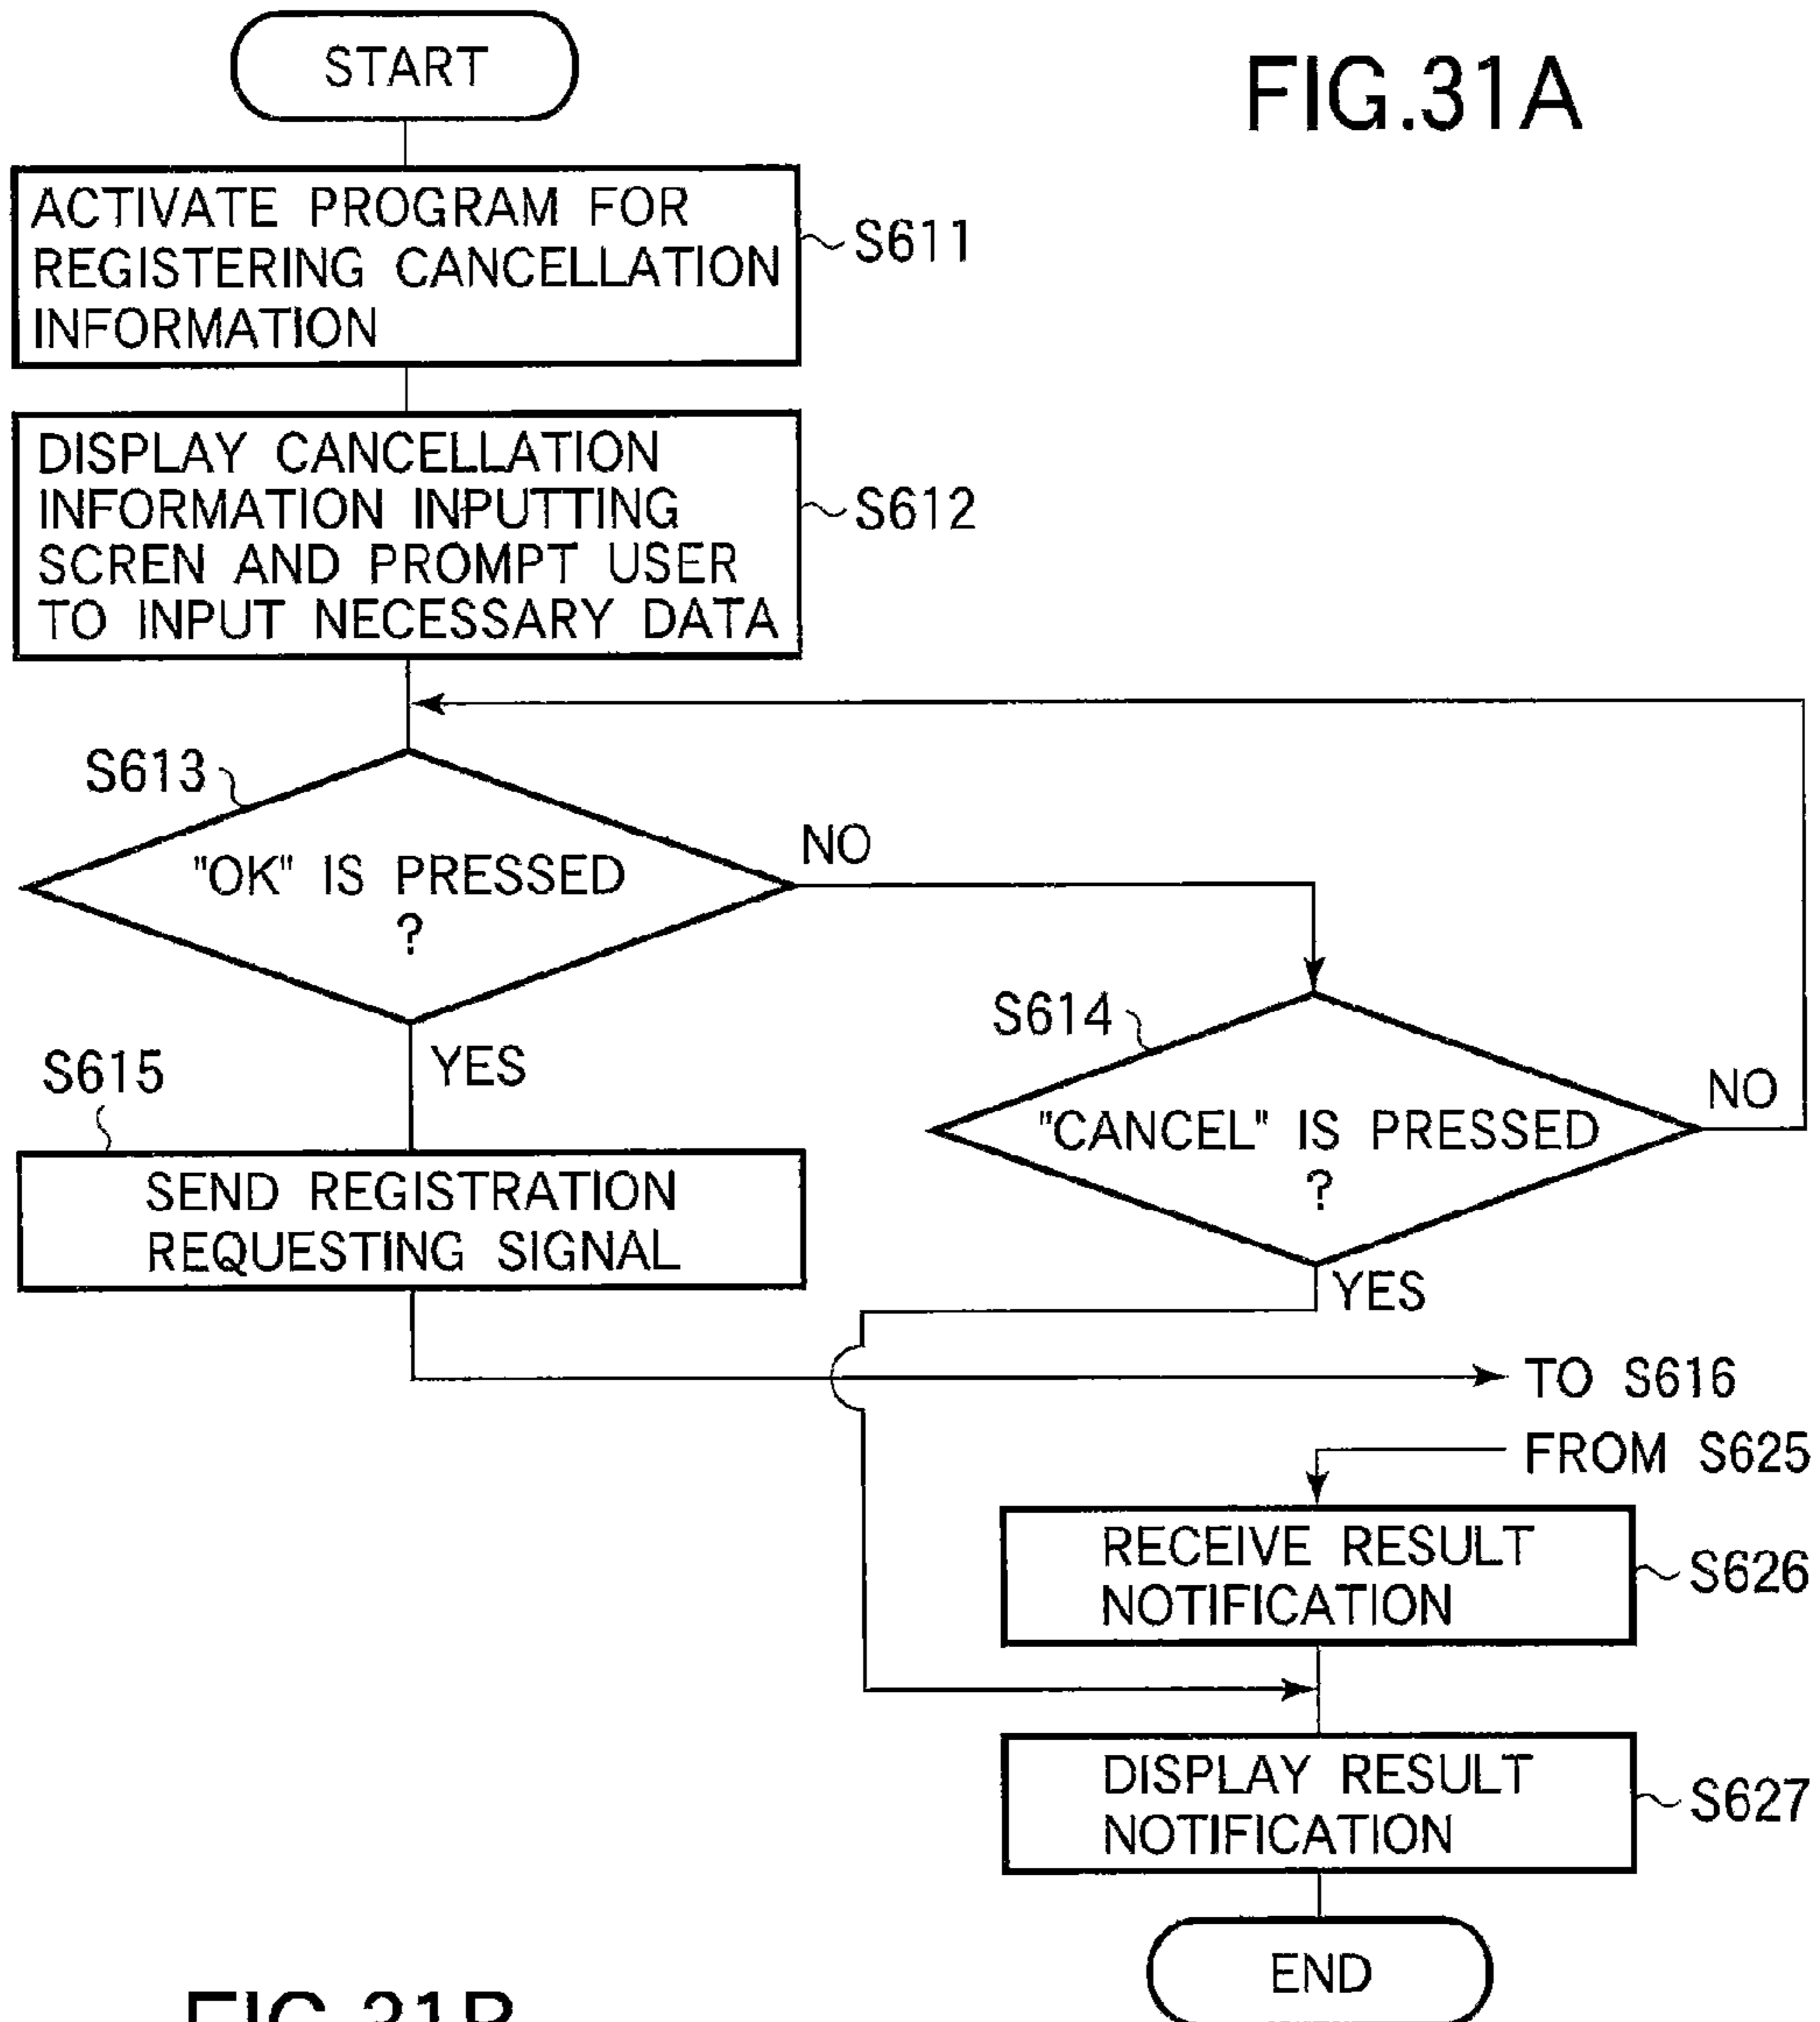 START
FIG.31A
ACTIVATE PROGRAM FOR
REGISTERING CANCELLATION
INFORMATION
S611
DISPLAY CANCELLATION
INFORMATION INPUTTING
SCREN AND PROMPT USER
TO INPUT NECESSARY DATA
S612
S613
"OK" IS PRESSED
?
NO
YES
S614
"CANCEL" IS PRESSED
?
NO
YES
S615
SEND REGISTRATION
REQUESTING SIGNAL
TO S616
FROM S625
RECEIVE RESULT
NOTIFICATION
S626
DISPLAY RESULT
NOTIFICATION
S627
END
FIG.31B